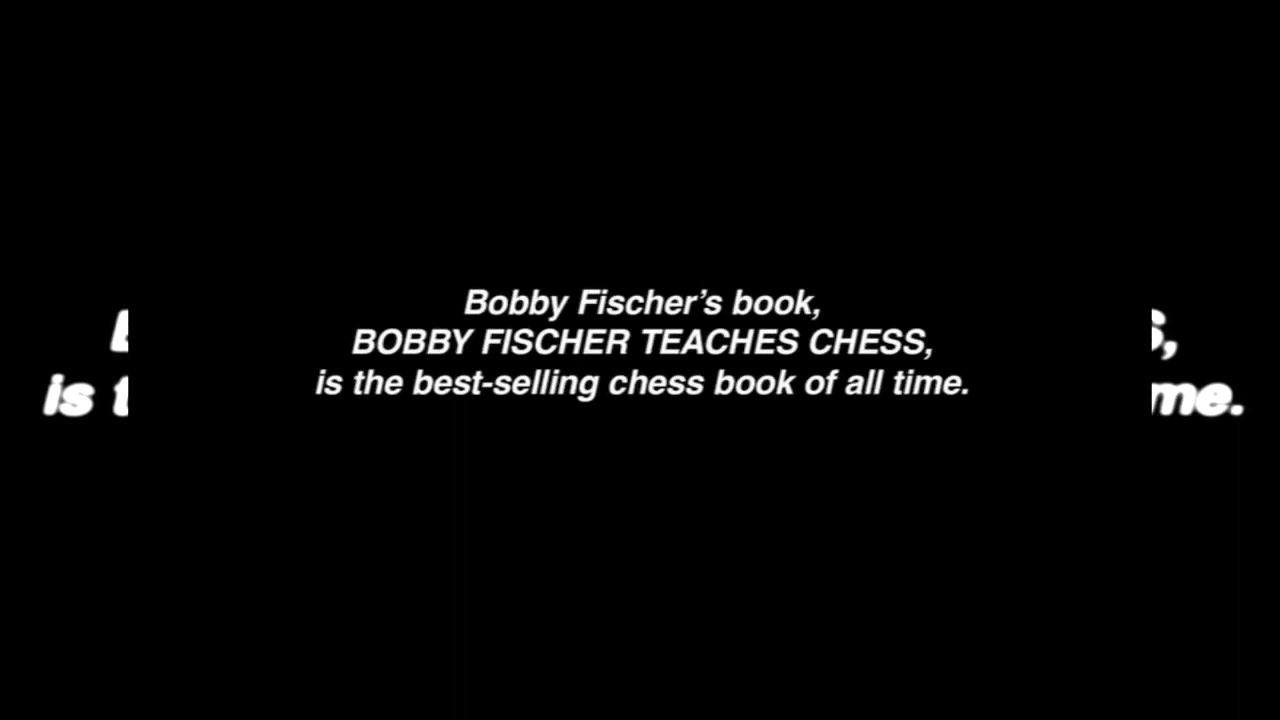 Bobby Fischer’s book,
BOBBY FISCHER TEACHES CHESS,
is the best-selling chess book of all time.